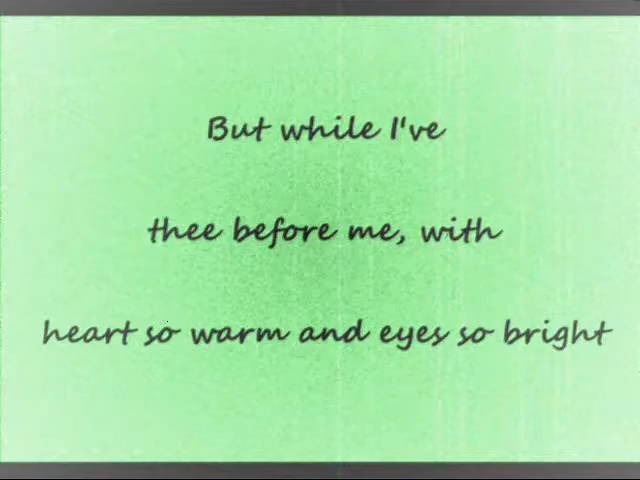 But while I've
thee before me, with
heart so warm and eyes so bright